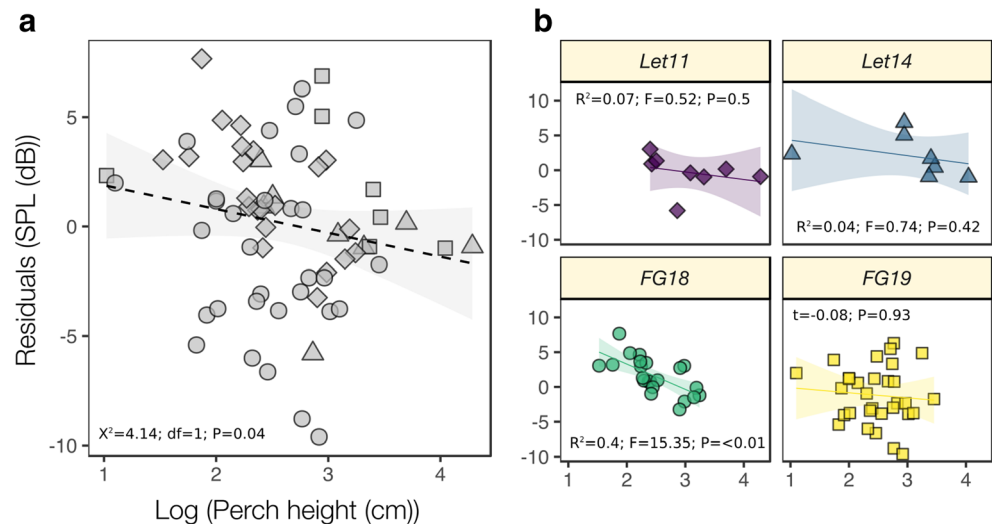 a
b
Residuals (SPL (dB))
5
0
-5
-10
X²=4.14; df=1; P=0.04
1 2 3 4
Log (Perch height (cm))
Let11 Let14
10
5
0
-5
-10
R²=0.07; F=0.52; P=0.5
R²=0.04; F=0.74; P=0.42
FG18 FG19
10
5
0
-5
-10
t=-0.08; P=0.93
R²=0.4; F=15.35; P=<0.01
1 2 3 4 1 2 3 4